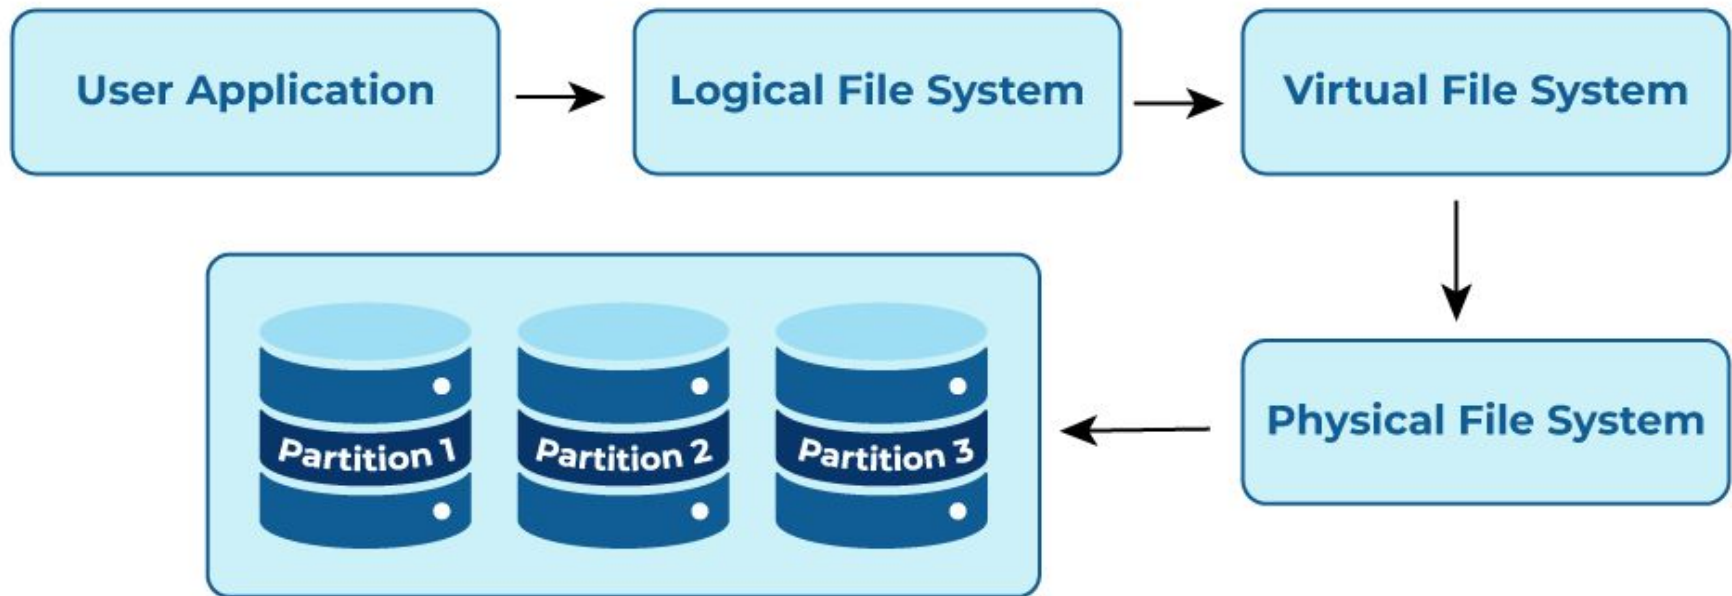 User Application
Logical File System
Virtual File System
Physical File System
Partition 1
Partition 2
Partition 3